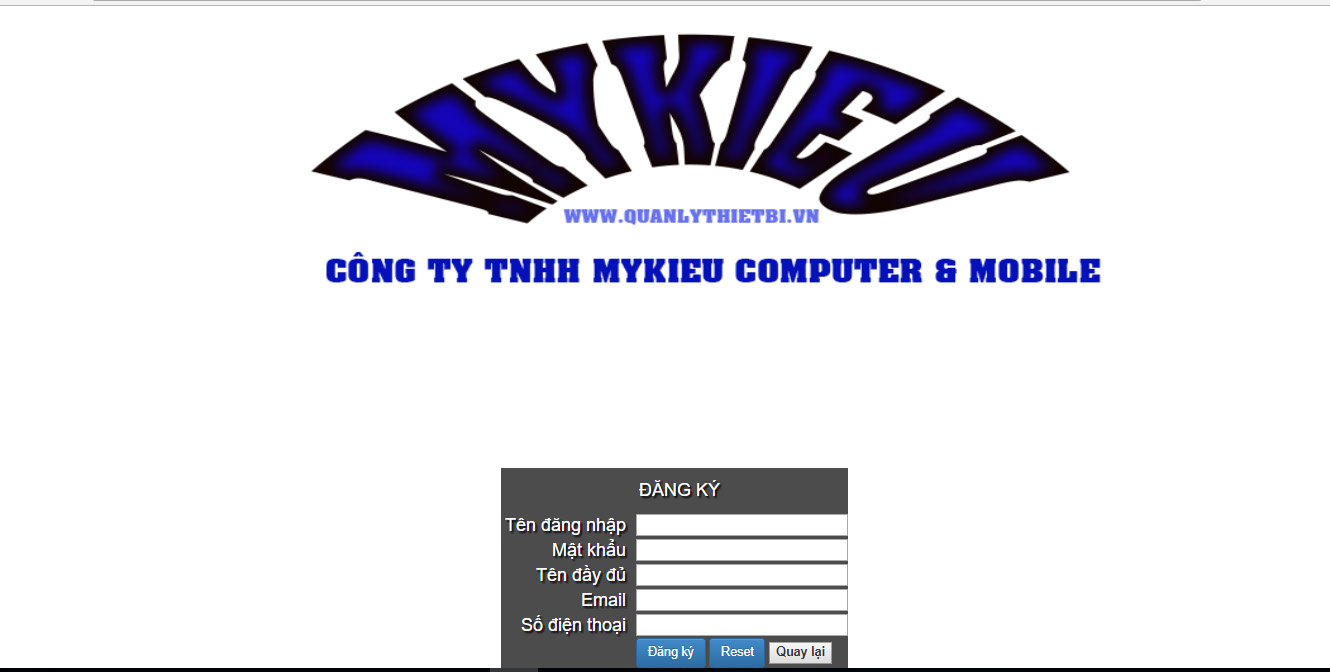 MYKIEU
WWW.QUANLYTHIETBI.VN
CÔNG TY TNHH MYKIEU COMPUTER & MOBILE
ĐĂNG KÝ
Tên đăng nhập
Mật khẩu
Tên đầy đủ
Email
Số điện thoại
Đăng ký Reset Quay lại